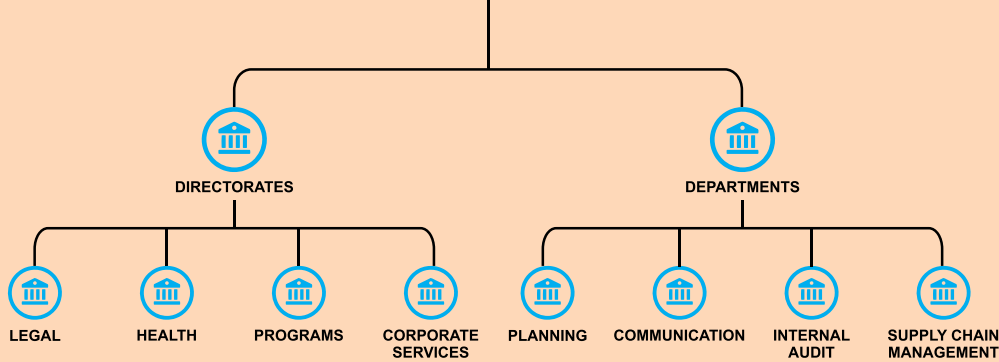 DIRECTORATES
DEPARTMENTS
LEGAL
HEALTH
PROGRAMS
CORPORATE
SERVICES
PLANNING
COMMUNICATION
INTERNAL
AUDIT
SUPPLY CHAIN
MANAGEMENT